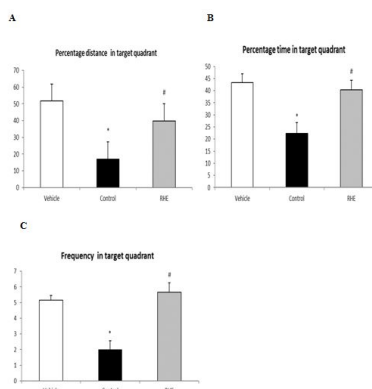 A
Percentage distance in target quadrant
70
60
50
40
30
20
10
0
#
*
Vehicle
Control
RHE
B
Percentage time in target quadrant
50
45
40
35
30
25
20
15
10
5
0
#
*
Vehicle
Control
RHE
C
Frequency in target quadrant
7
6
5
4
3
2
1
0
#
*